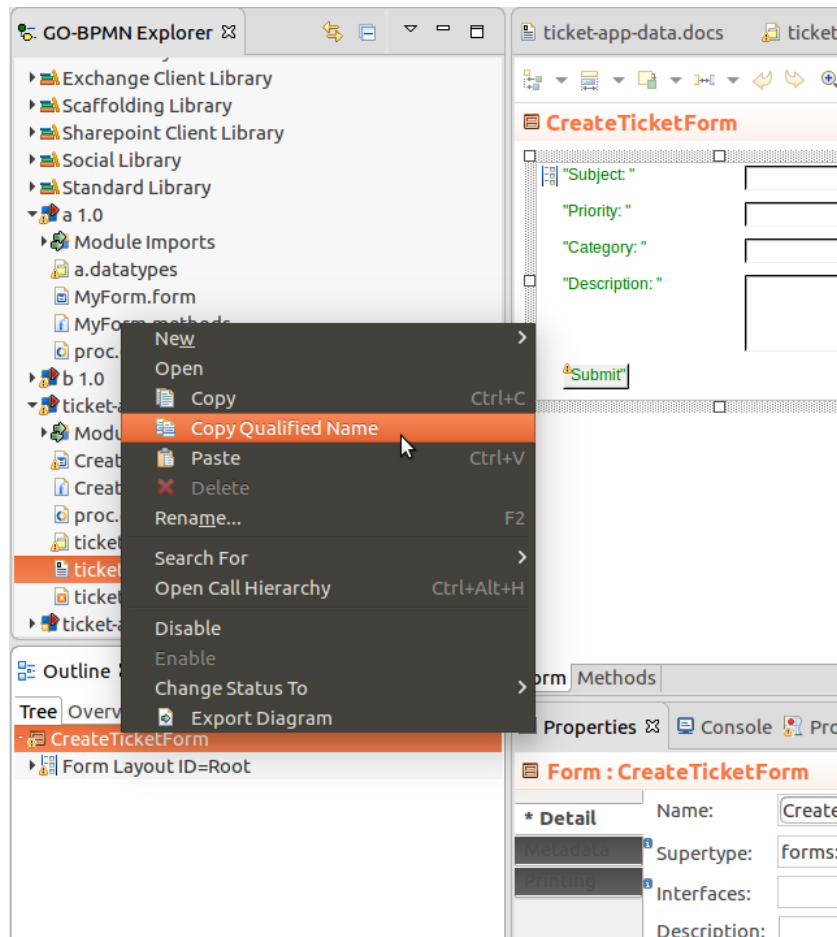 GO-BPMN Explorer
Exchange Client Library
Scaffolding Library
Sharepoint Client Library
Social Library
Standard Library
a 1.0
Module Imports
a.datatypes
MyForm.form
MyForm.methods
proc.
b 1.0
ticket-a
Modu
Creat
Creat
proc.
ticket
ticket
ticket
ticket-a
New
Open
Copy Ctrl+C
Copy Qualified Name
Paste Ctrl+V
Delete
Rename... F2
Search For
Open Call Hierarchy Ctrl+Alt+H
Disable
Enable
Change Status To
Export Diagram
Outline
Tree Overv
CreateTicketForm
Form Layout ID=Root
ticket-app-data.docs ticket
CreateTicketForm
"Subject: "
"Priority: "
"Category: "
"Description: "
Submit"
orm Methods
Properties Console Pro
Form : CreateTicketForm
* Detail
Metadata
Printing
Name: Create
Supertype: forms:
Interfaces:
Description: